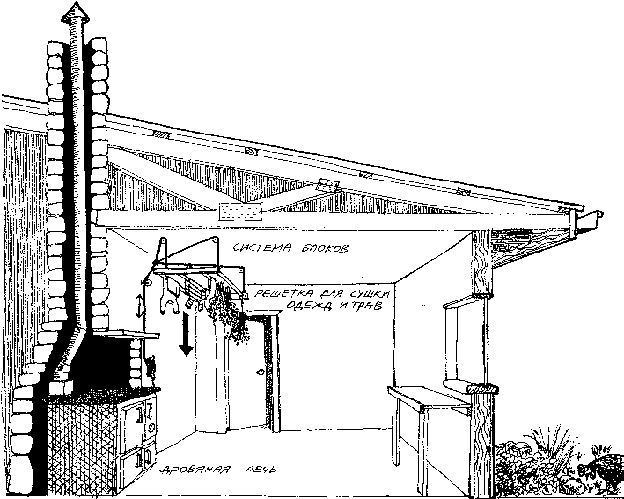 СИСТЕМА БЛОКОВ
РЕШЕТКА ДЛЯ СУШКИ
ОДЕЖД И ТРАВ
ДРОВЯНАЯ ПЕЧЬ